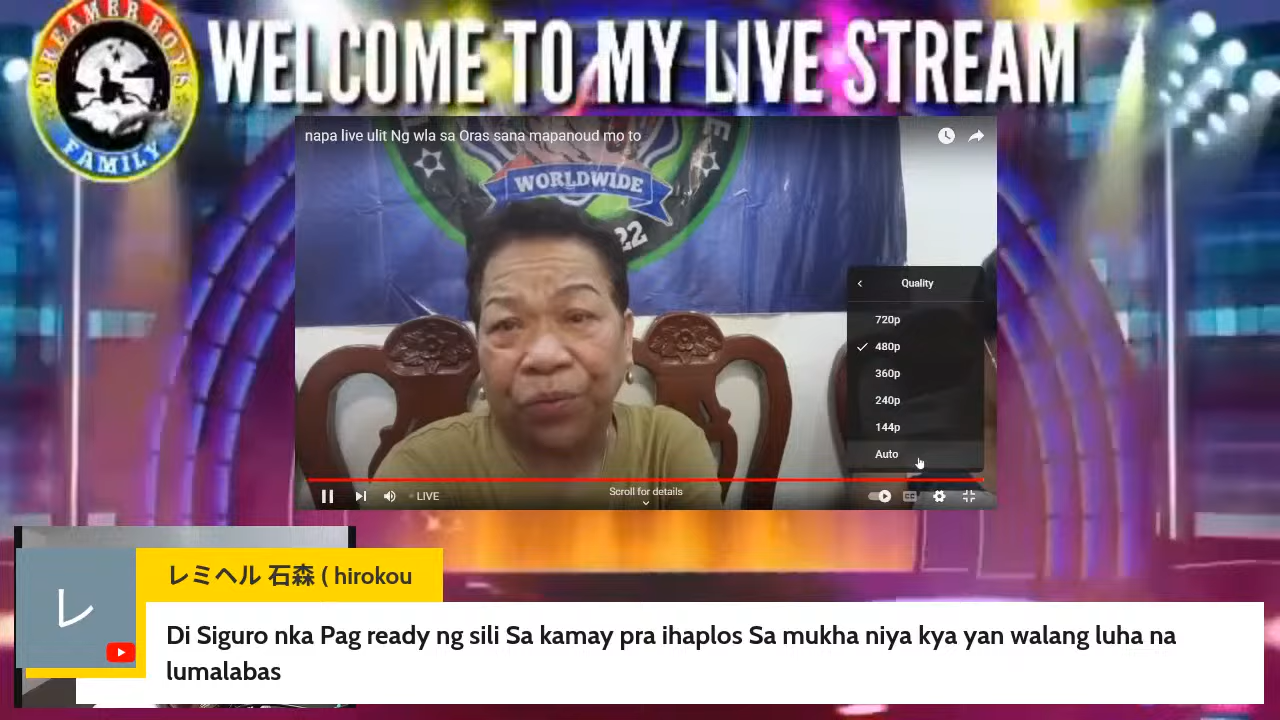 DREAMER BOYS
FAMILY
WELCOME TO MY LIVE STREAM
napa live ulit Ng wla sa Oras sana mapanoud mo to
WORLDWIDE
22
Quality
720p
480p
360p
240p
144p
Auto
LIVE
Scroll for details
CC
レ
レミヘル 石森 ( hirokou
Di Siguro nka Pag ready ng sili Sa kamay pra ihaplos Sa mukha niya kya yan walang luha na
lumalabas